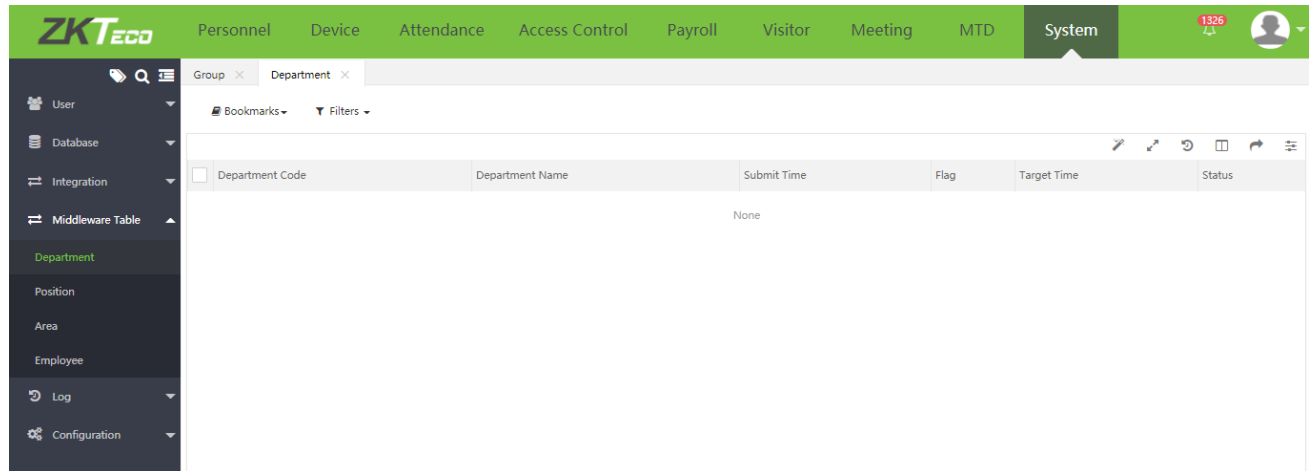 ZKTeco Personnel Device Attendance Access Control Payroll Visitor Meeting MTD System 1326
Group Department
User
Bookmarks Filters
Database
Integration
Department Code Department Name Submit Time Flag Target Time Status
Middleware Table
None
Department
Position
Area
Employee
Log
Configuration